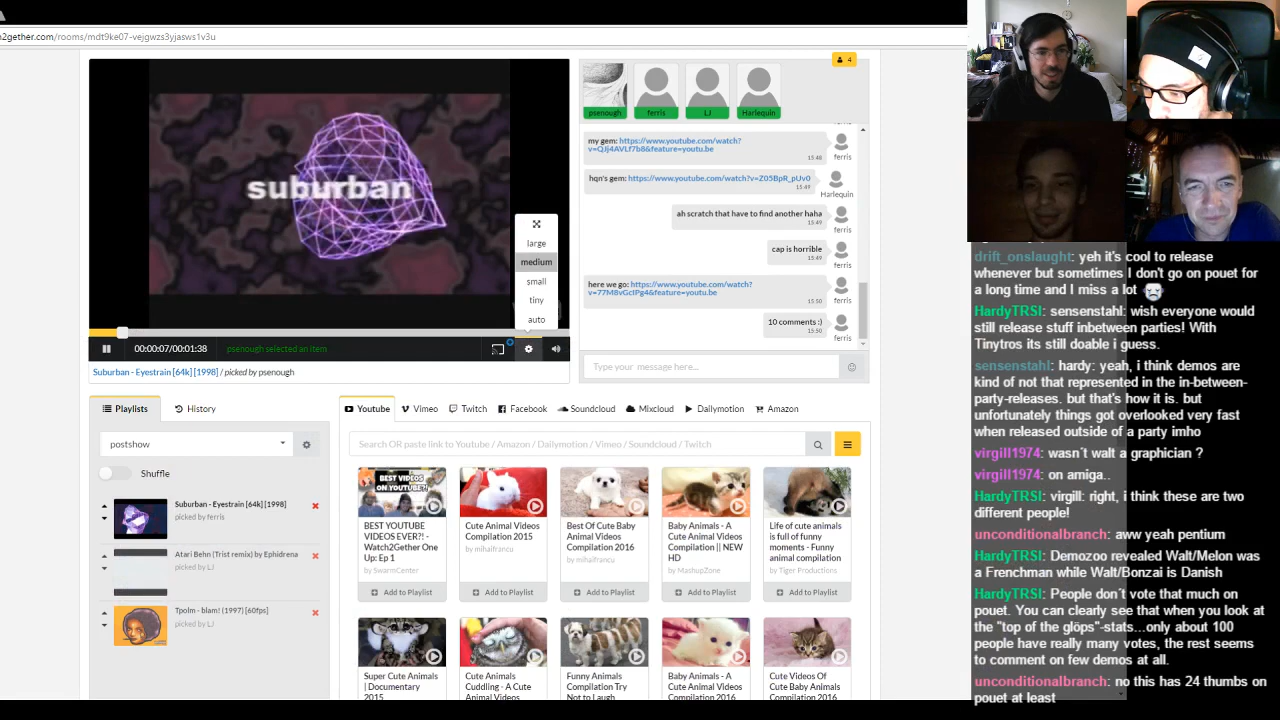 n2gether.com/rooms/mdt9ke07-vejgwzs3yjasws1v3u
suburban
large
medium
small
tiny
auto
00:00:07/00:01:38
psenough selected an item
Suburban - Eyestrain [64k] [1998] / picked by psenough
4
psenough
ferris
LJ
Harlequin
my gem: https://www.youtube.com/watch?
v=QJj4AVLf7b8&feature=youtu.be
15:48
ferris
hqn's gem: https://www.youtube.com/watch?v=Z05BpR_pUv0
15:49
Harlequin
ah scratch that have to find another haha
15:49
ferris
cap is horrible
15:49
ferris
here we go: https://www.youtube.com/watch?
v=77M8vGcIPg4&feature=youtu.be
15:50
ferris
10 comments :)
15:50
ferris
Type your message here...
Playlists
History
postshow
Shuffle
Suburban - Eyestrain [64k] [1998]
picked by ferris
Atari Behn (Trist remix) by Ephidrena
picked by LJ
Tpolm - blam! (1997) [60fps]
picked by LJ
Youtube
Vimeo
Twitch
Facebook
Soundcloud
Mixcloud
Dailymotion
Amazon
Search OR paste link to Youtube / Amazon / Dailymotion / Vimeo / Soundcloud / Twitch
BEST VIDEOS
ON YOUTUBE?!
BEST YOUTUBE
VIDEOS EVER?! -
Watch2Gether One
Up: Ep 1
by SwarmCenter
Add to Playlist
Cute Animal Videos
Compilation 2015
by mihaifrancu
Add to Playlist
Best Of Cute Baby
Animals Compilation
2016
by mihaifrancu
Add to Playlist
Baby Animals - A
Cute Animal Videos
Compilation || NEW
HD
by MashupZone
Add to Playlist
Life of cute animals
is full of funny
moments - Funny
animal compilation
by Tiger Productions
Add to Playlist
Super Cute Animals
| Documentary
2015
Cute Animals
Cuddling - A Cute
Animal Videos
Funny Animals
Compilation Try
Not to Laugh
Baby Animals - A
Cute Animal Videos
Compilation 2016
Cute Videos Of
Cute Baby Animals
Compilation 2016
drift_onslaught: yeh it's cool to release
whenever but sometimes I don't go on pouet for
a long time and I miss a lot
HardyTRSI: sensenstahl: wish everyone would
still release stuff inbetween parties! With
Tinytros its still doable i guess.
sensenstahl: hardy: yeah, i think demos are
kind of not that represented in the in-between-
party-releases. but that's how it is. but
unfortunately things got overlooked very fast
when released outside of a party imho
virgill1974: wasn´t walt a graphician ?
virgill1974: on amiga..
HardyTRSI: virgill: right, i think these are two
different people!
unconditionalbranch: aww yeah pentium
HardyTRSI: Demozoo revealed Walt/Melon was
a Frenchman while Walt/Bonzai is Danish
HardyTRSI: People don´t vote that much on
pouet. You can clearly see that when you look at
the "top of the glöps"-stats...only about 100
people have really many votes, the rest seems
to comment on few demos at all.
unconditionalbranch: no this has 24 thumbs on
pouet at least